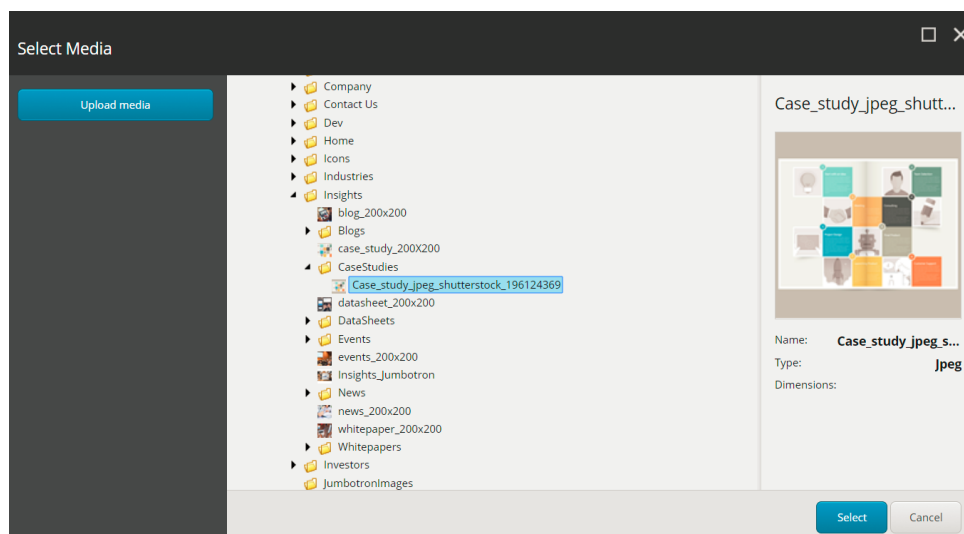 Select Media
Upload media
Company
Contact Us
Dev
Home
Icons
Industries
Insights
blog_200x200
Blogs
case_study_200X200
CaseStudies
Case_study_jpeg_shutterstock_196124369
datasheet_200x200
DataSheets
Events
events_200x200
Insights_Jumbotron
News
news_200x200
whitepaper_200x200
Whitepapers
Investors
JumbotronImages
Case_study_jpeg_shutt...
Name: Case_study_jpeg_s...
Type: Jpeg
Dimensions:
Select
Cancel